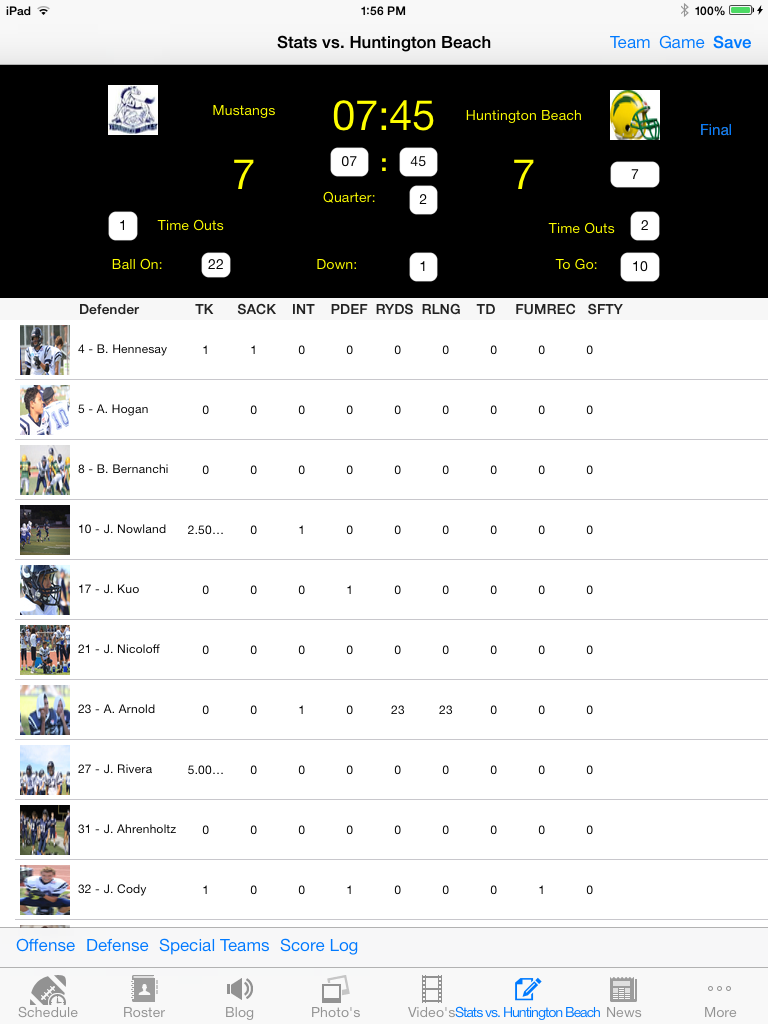 iPad 1:56 PM 100%
Stats vs. Huntington Beach Team Game Save
Mustangs 07:45 Huntington Beach Final
7 07 : 45 7 7
Quarter: 2
1 Time Outs Time Outs 2
Ball On: 22 Down: 1 To Go: 10
Defender TK SACK INT PDEF RYDS RLNG TD FUMREC SFTY
4 - B. Hennesay 1 1 0 0 0 0 0 0 0
5 - A. Hogan 0 0 0 0 0 0 0 0 0
8 - B. Bernanchi 0 0 0 0 0 0 0 0 0
10 - J. Nowland 2.50... 0 1 0 0 0 0 0 0
17 - J. Kuo 0 0 0 1 0 0 0 0 0
21 - J. Nicoloff 0 0 0 0 0 0 0 0 0
23 - A. Arnold 0 0 1 0 23 23 0 0 0
27 - J. Rivera 5.00... 0 0 0 0 0 0 0 0
31 - J. Ahrenholtz 0 0 0 0 0 0 0 0 0
32 - J. Cody 1 0 0 1 0 0 0 1 0
Offense Defense Special Teams Score Log
Schedule Roster Blog Photo's Video's Stats vs. Huntington Beach News More